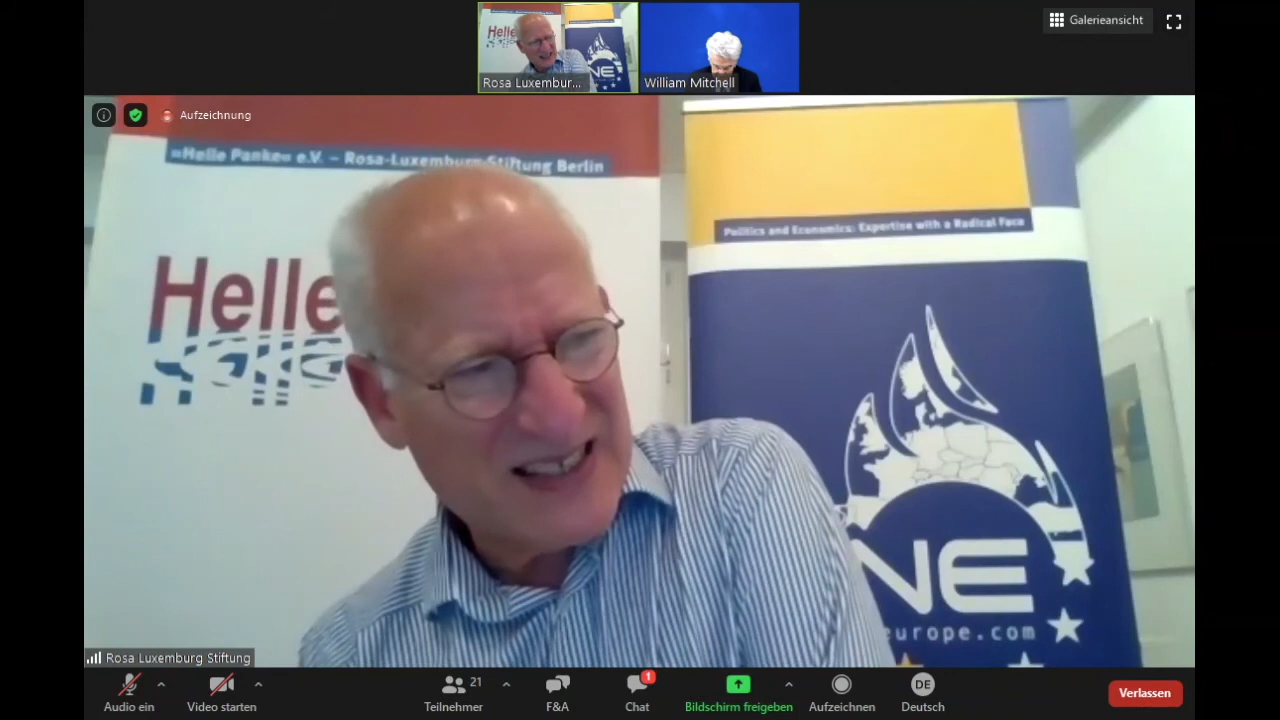 Rosa Luxembur...
William Mitchell
Galerieansicht
Aufzeichnung
»Helle Panke« e.V. – Rosa-Luxemburg-Stiftung Berlin
Helle
Politics and Economics: Expertise with a Radical Face
NE
europe.com
Rosa Luxemburg Stiftung
Audio ein
Video starten
21
Teilnehmer
F&A
1
Chat
Bildschirm freigeben
Aufzeichnen
DE
Deutsch
Verlassen